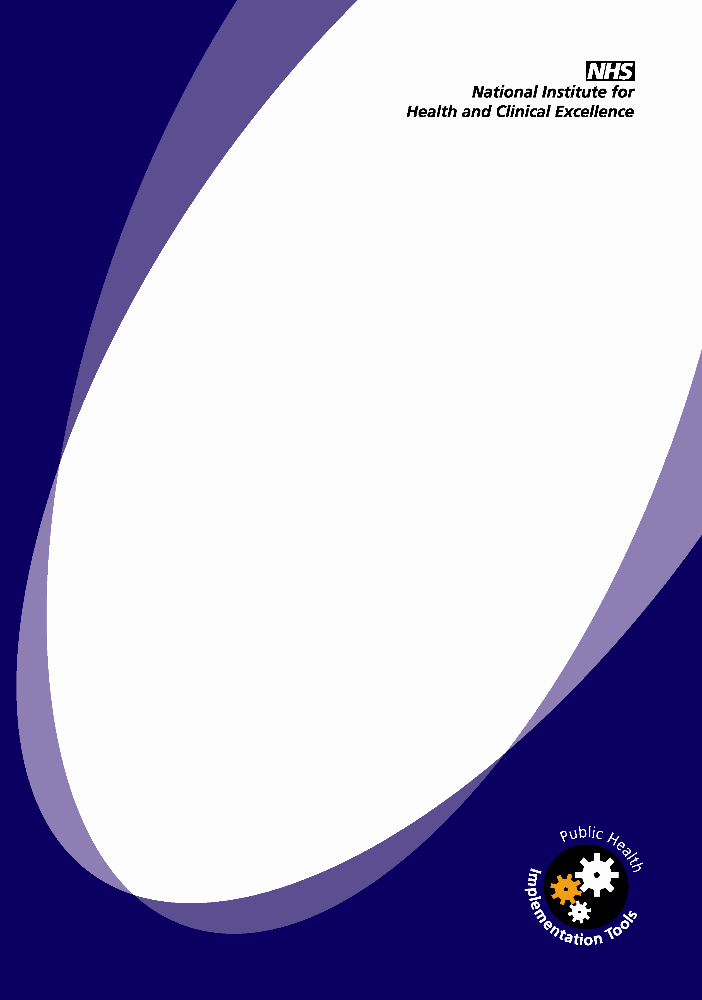 NHS
National Institute for
Health and Clinical Excellence
Public Health
Implementation Tools